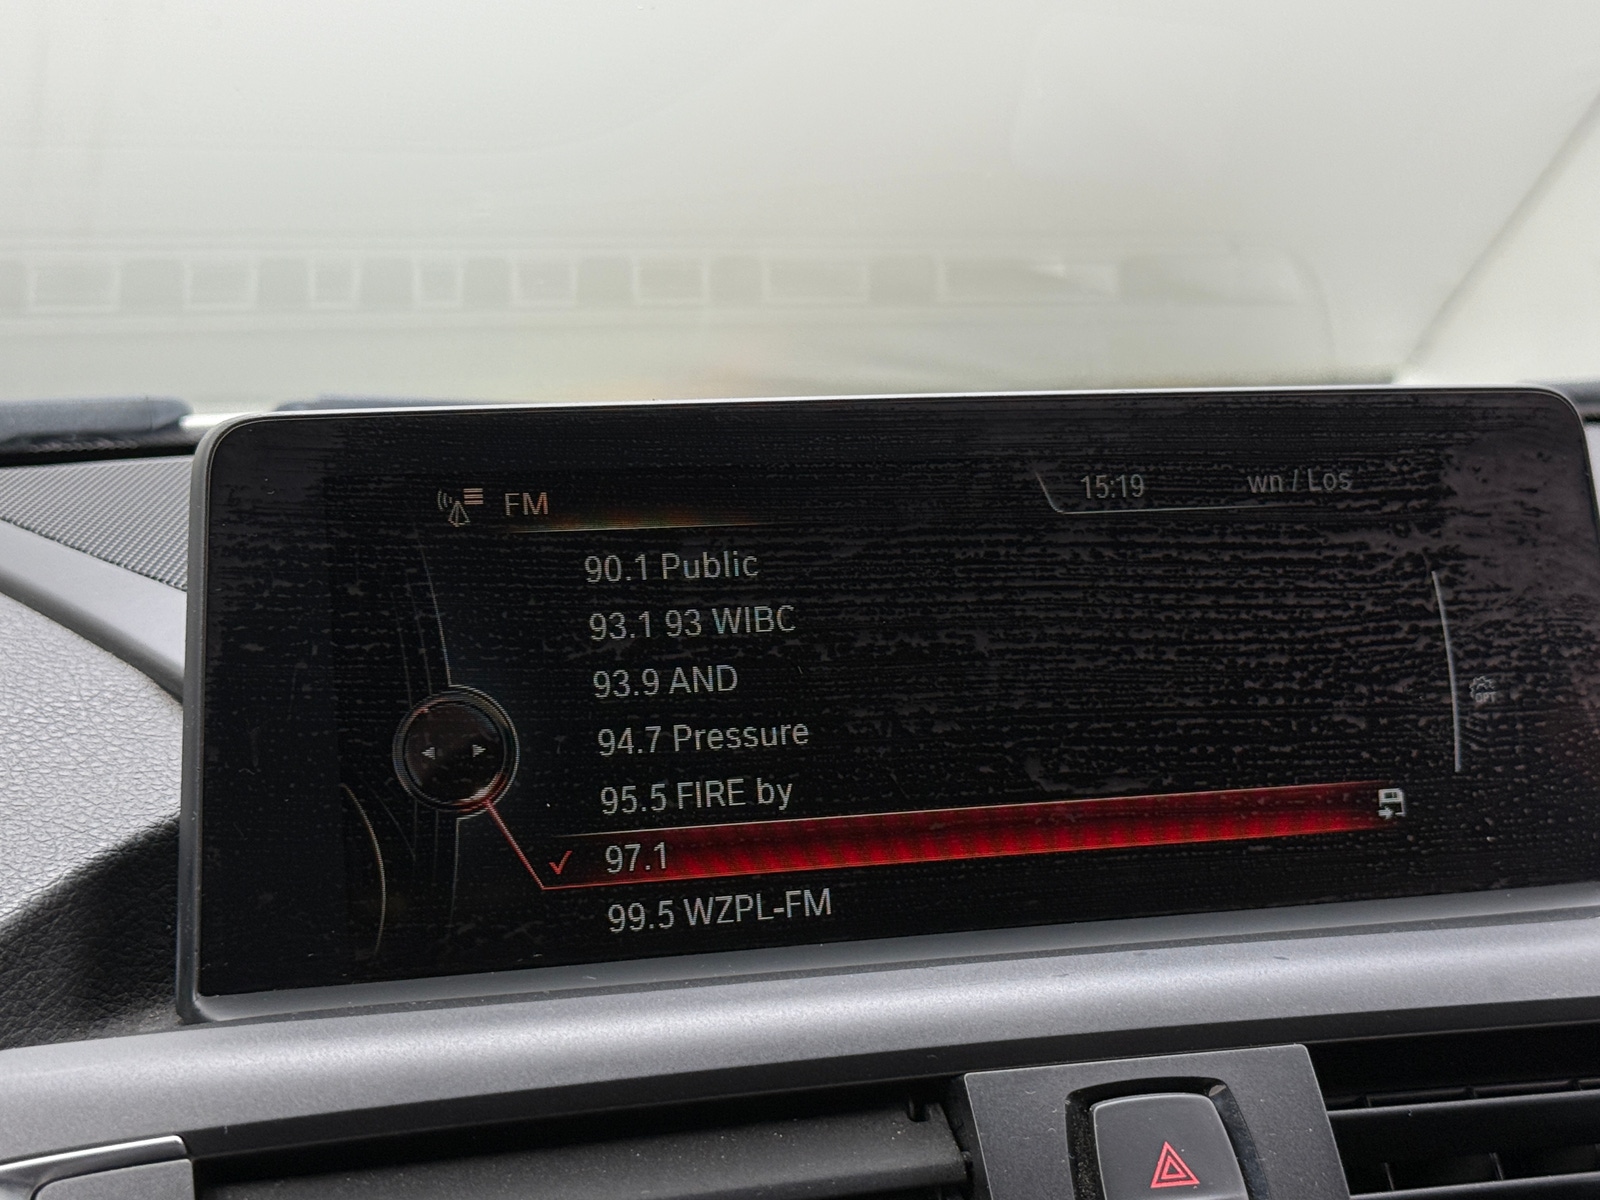 FM
15:19
wn / Los
90.1 Public
93.1 93 WIBC
93.9 AND
94.7 Pressure
95.5 FIRE by
97.1
99.5 WZPL-FM
OPT